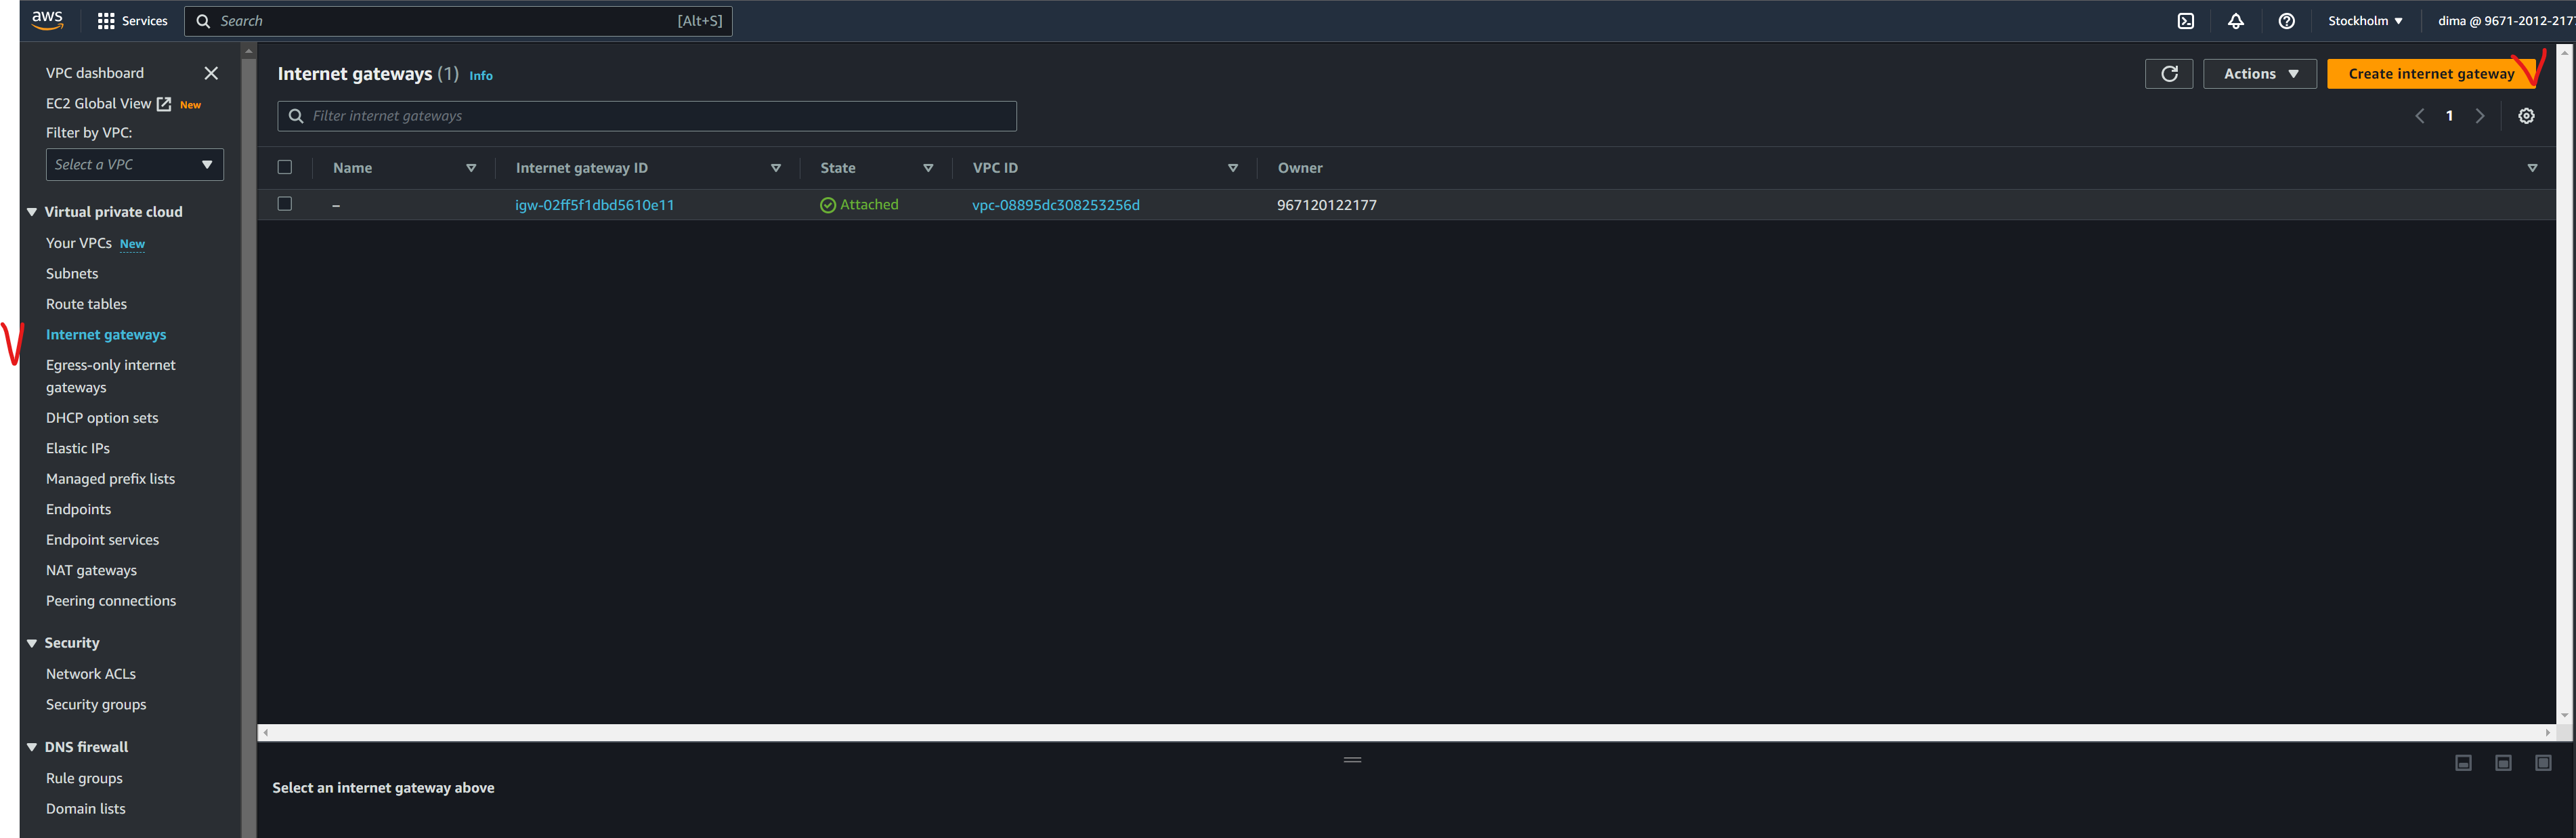 aws
Services
Search
[Alt+S]
Stockholm
dima @ 9671-2012-217
VPC dashboard
EC2 Global View New
Filter by VPC:
Select a VPC
Virtual private cloud
Your VPCs New
Subnets
Route tables
Internet gateways
Egress-only internet
gateways
DHCP option sets
Elastic IPs
Managed prefix lists
Endpoints
Endpoint services
NAT gateways
Peering connections
Security
Network ACLs
Security groups
DNS firewall
Rule groups
Domain lists
Internet gateways (1) Info
Actions
Create internet gateway
Filter internet gateways
1
Name Internet gateway ID State VPC ID Owner
– igw-02ff5f1dbd5610e11 Attached vpc-08895dc308253256d 967120122177
Select an internet gateway above